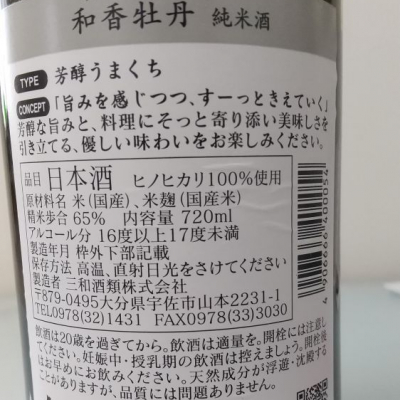 和香牡丹 純米酒
TYPE 芳醇うまくち
CONCEPT 「旨みを感じつつ、すーっときえていく」
芳醇な旨みと、料理にそっと寄り添い美味しさを
引き立てる、優しい味わいをお楽しみください。
品目 日本酒 ヒノヒカリ100%使用
原材料名 米(国産)、米麹(国産米)
精米歩合 65% 内容量 720ml
アルコール分 16度以上17度未満
製造年月 枠外下部記載
保存方法 高温、直射日光をさけてください
製造者 三和酒類株式会社
〒879-0495大分県宇佐市山本2231-1
TEL0978(32)1431 FAX0978(33)3030
飲酒は20歳を過ぎてから。飲酒は適量を。開栓には注意し
てください。妊娠中・授乳期の飲酒は控えましょう。開栓後
はお早めにお飲みください。天然成分が浮遊・沈殿する
ことがありますが、品質には問題ありません。
4906666400054